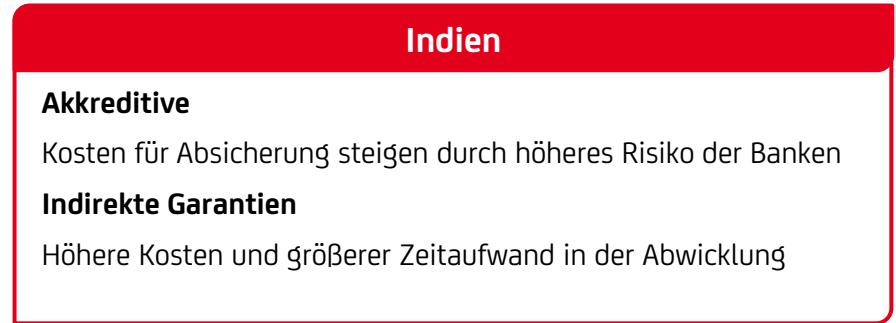 Indien
Akkreditive
Kosten für Absicherung steigen durch höheres Risiko der Banken
Indirekte Garantien
Höhere Kosten und größerer Zeitaufwand in der Abwicklung